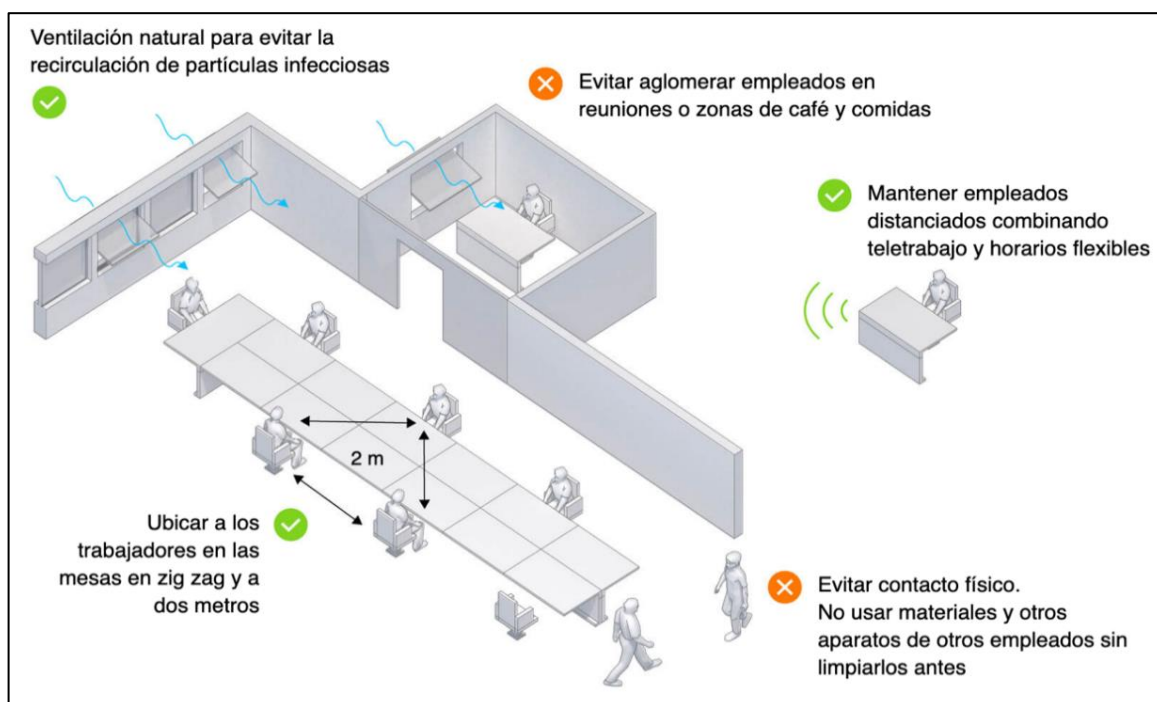 Ventilación natural para evitar la
recirculación de partículas infecciosas
Evitar aglomerar empleados en
reuniones o zonas de café y comidas
Mantener empleados
distanciados combinando
teletrabajo y horarios flexibles
2 m
Ubicar a los
trabajadores en las
mesas en zig zag y a
dos metros
Evitar contacto físico.
No usar materiales y otros
aparatos de otros empleados sin
limpiarlos antes